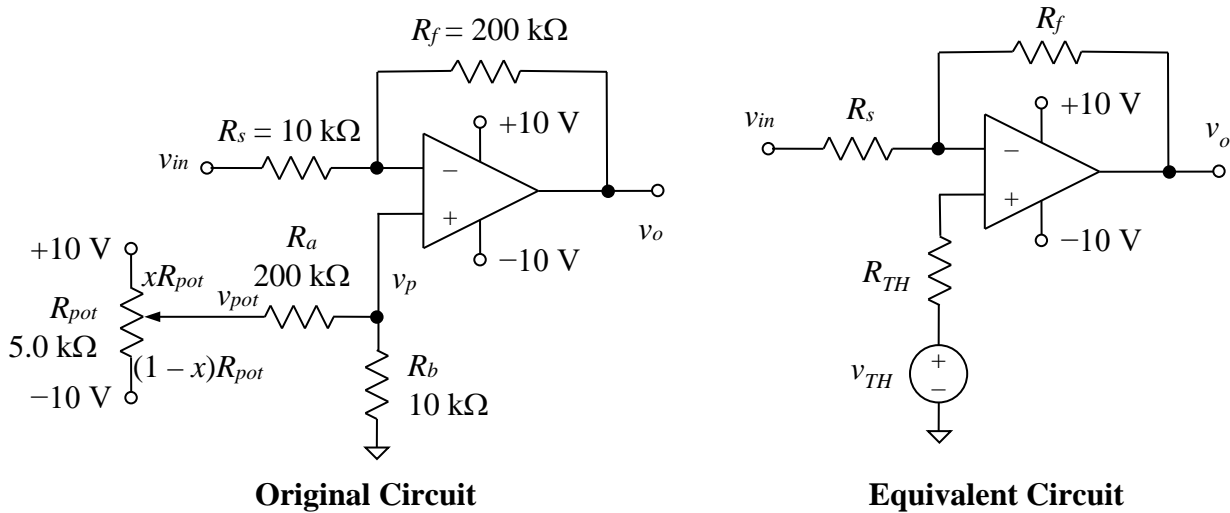 R_f = 200 kΩ
+10 V
R_s = 10 kΩ
v_in
−
+
−10 V
v_o
R_a
200 kΩ
v_p
+10 V
xR_pot
v_pot
R_pot
5.0 kΩ
(1 – x)R_pot
−10 V
R_b
10 kΩ
Original Circuit
R_f
+10 V
R_s
v_in
v_o
−
+
−10 V
R_TH
v_TH
+
−
Equivalent Circuit